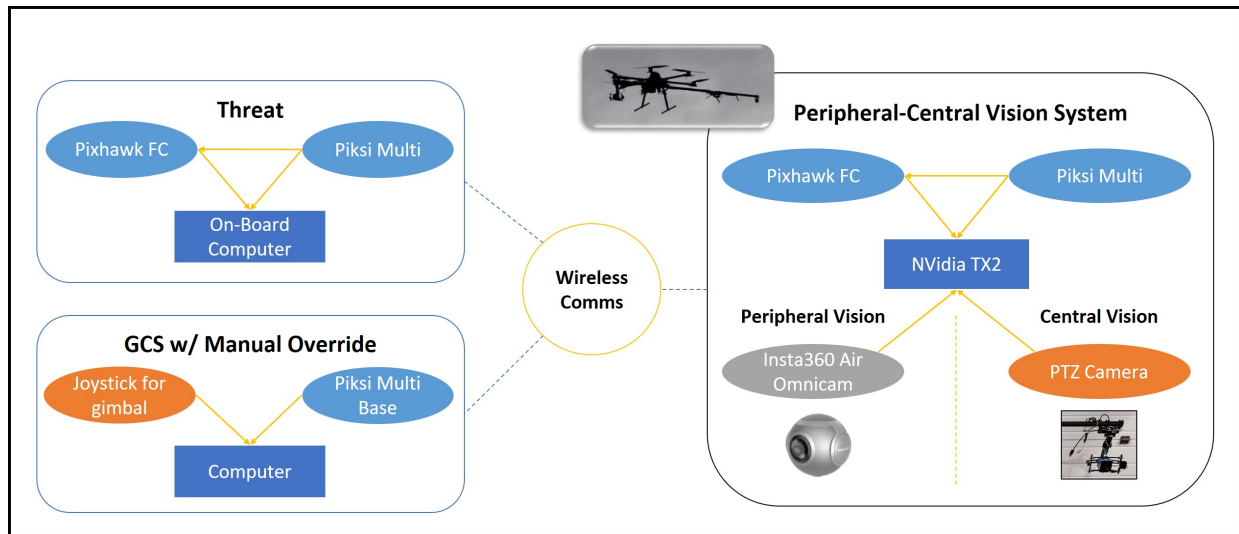 Threat
Pixhawk FC
Piksi Multi
On-Board
Computer
GCS w/ Manual Override
Joystick for
gimbal
Piksi Multi
Base
Computer
Wireless
Comms
Peripheral-Central Vision System
Pixhawk FC
Piksi Multi
NVidia TX2
Peripheral Vision
Central Vision
Insta360 Air
Omnicam
PTZ Camera